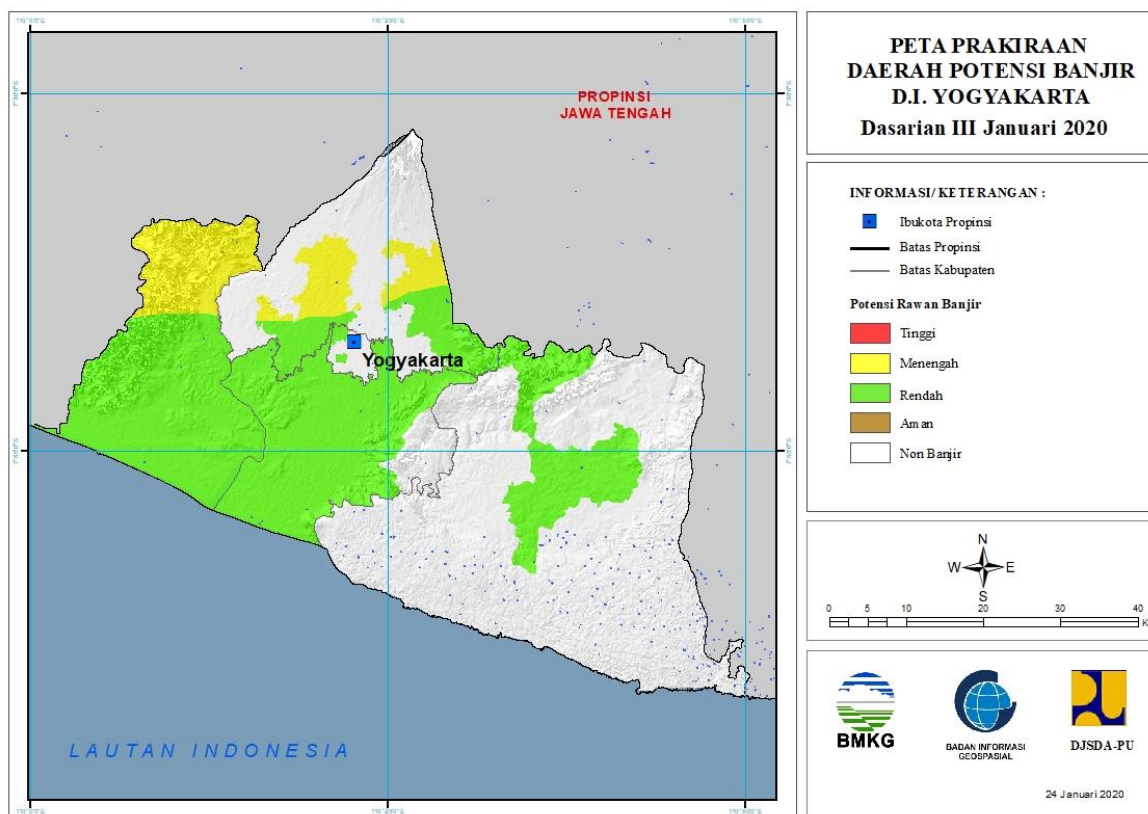 PETA PRAKIRAAN
DAERAH POTENSI BANJIR
D.I. YOGYAKARTA
Dasarian III Januari 2020
PROPINSI
JAWA TENGAH
Yogyakarta
LAUTAN INDONESIA
INFORMASI/ KETERANGAN :
Ibukota Propinsi
Batas Propinsi
Batas Kabupaten
Potensi Rawan Banjir
Tinggi
Menengah
Rendah
Aman
Non Banjir
N
W E
S
0 5 10 20 30 40
K
BMKG
BADAN INFORMASI
GEOSPASIAL
DJSDA-PU
24 Januari 2020